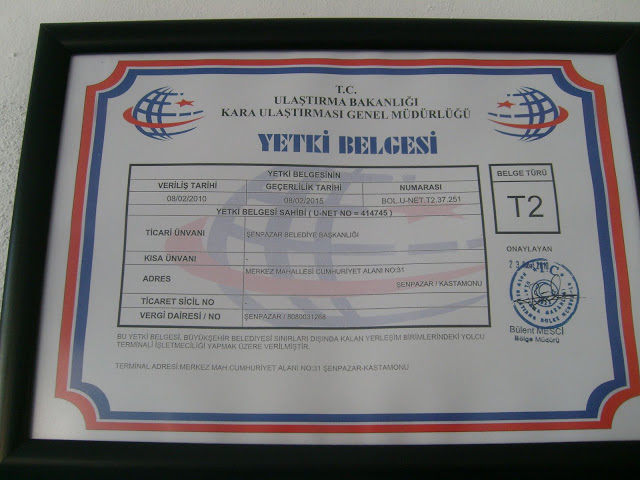 T.C.
ULAŞTIRMA BAKANLIĞI
KARA ULAŞTIRMASI GENEL MÜDÜRLÜĞÜ
YETKİ BELGESİ
YETKİ BELGESİNİN
VERİLİŞ TARİHİ GEÇERLİLİK TARİHİ NUMARASI
08/02/2010 08/02/2015 BOL.U-NET.T2.37.251
YETKİ BELGESİ SAHİBİ ( U-NET NO = 414745 )
TİCARİ ÜNVANI ŞENPAZAR BELEDİYE BAŞKANLIĞI
KISA ÜNVANI -
ADRES MERKEZ MAHALLESİ CUMHURİYET ALANI NO:31
ŞENPAZAR / KASTAMONU
TİCARET SİCİL NO -
VERGİ DAİRESİ / NO ŞENPAZAR / 8080031268
BELGE TÜRÜ
T2
ONAYLAYAN
T.C.
Bülent MESCİ
Bölge Müdürü
BU YETKİ BELGESİ, BÜYÜKŞEHİR BELEDİYESİ SINIRLARI DIŞINDA KALAN YERLEŞİM BİRİMLERİNDEKİ YOLCU
TERMİNALİ İŞLETMECİLİĞİ YAPMAK ÜZERE VERİLMİŞTİR.
TERMİNAL ADRESİ:MERKEZ MAH.CUMHURİYET ALANI NO:31 ŞENPAZAR-KASTAMONU